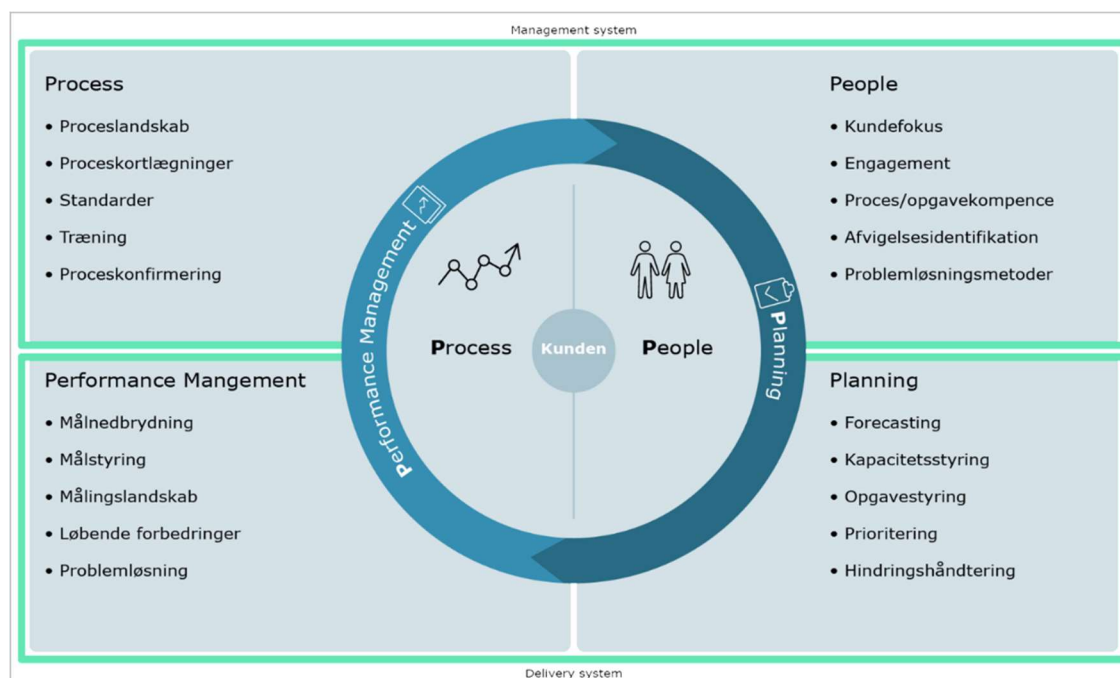 Management system
Process
• Proceslandskab
• Proceskortlægninger
• Standarder
• Træning
• Proceskonfirmering
People
• Kundefokus
• Engagement
• Proces/opgavekompence
• Afvigelsesidentifikation
• Problemløsningsmetoder
Performance Management
Planning
Process
Kunden
People
Performance Mangement
• Målnedbrydning
• Målstyring
• Målingslandskab
• Løbende forbedringer
• Problemløsning
Planning
• Forecasting
• Kapacitetsstyring
• Opgavestyring
• Prioritering
• Hindringshåndtering
Delivery system